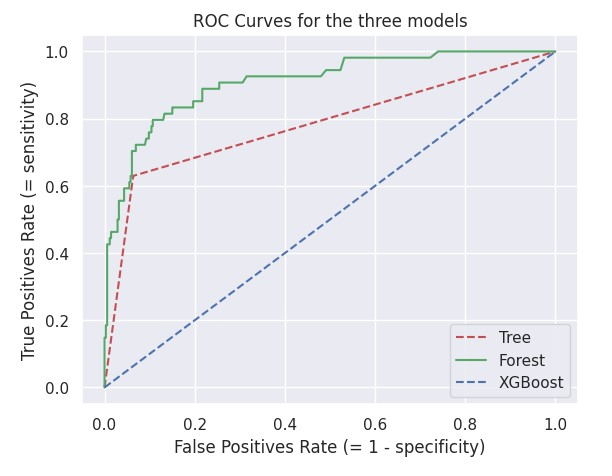 ROC Curves for the three models
True Positives Rate (= sensitivity)
1.0
0.8
0.6
0.4
0.2
0.0
Tree
Forest
XGBoost
0.0 0.2 0.4 0.6 0.8 1.0
False Positives Rate (= 1 - specificity)